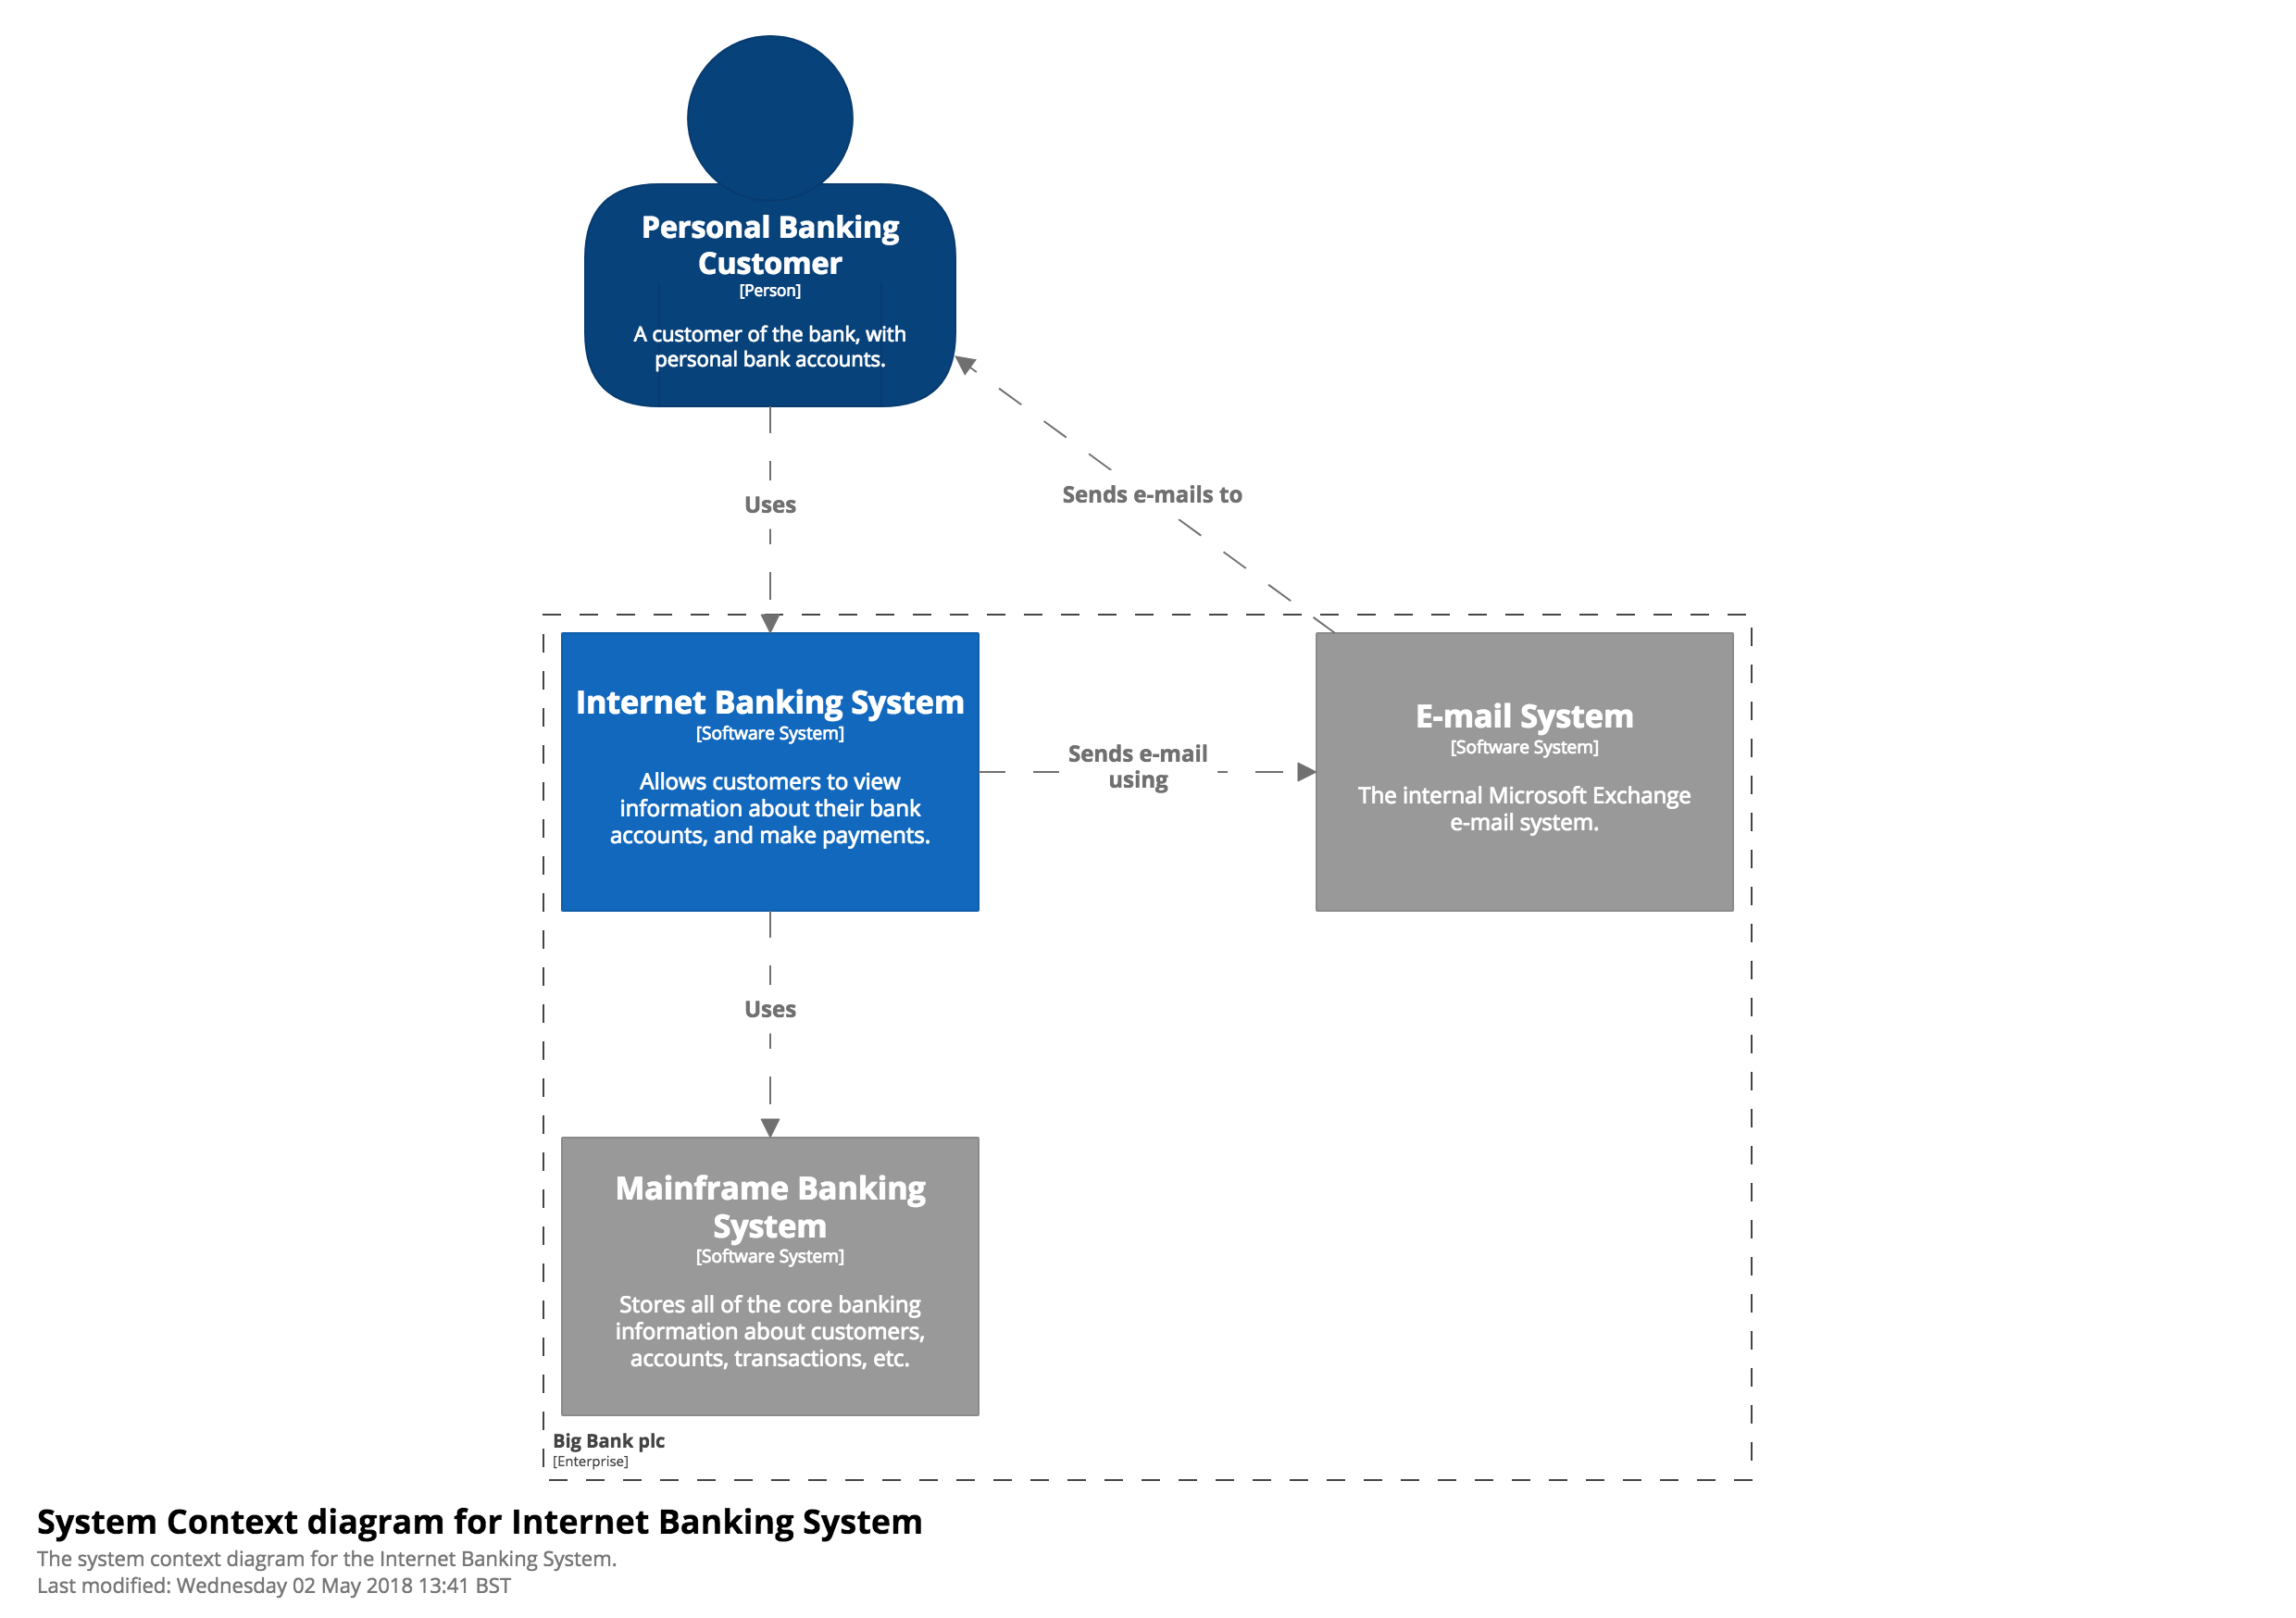 Personal Banking
Customer
[Person]
A customer of the bank, with
personal bank accounts.
Uses
Sends e-mails to
Internet Banking System
[Software System]
Allows customers to view
information about their bank
accounts, and make payments.
Sends e-mail
using
E-mail System
[Software System]
The internal Microsoft Exchange
e-mail system.
Uses
Mainframe Banking
System
[Software System]
Stores all of the core banking
information about customers,
accounts, transactions, etc.
Big Bank plc
[Enterprise]
System Context diagram for Internet Banking System
The system context diagram for the Internet Banking System.
Last modified: Wednesday 02 May 2018 13:41 BST